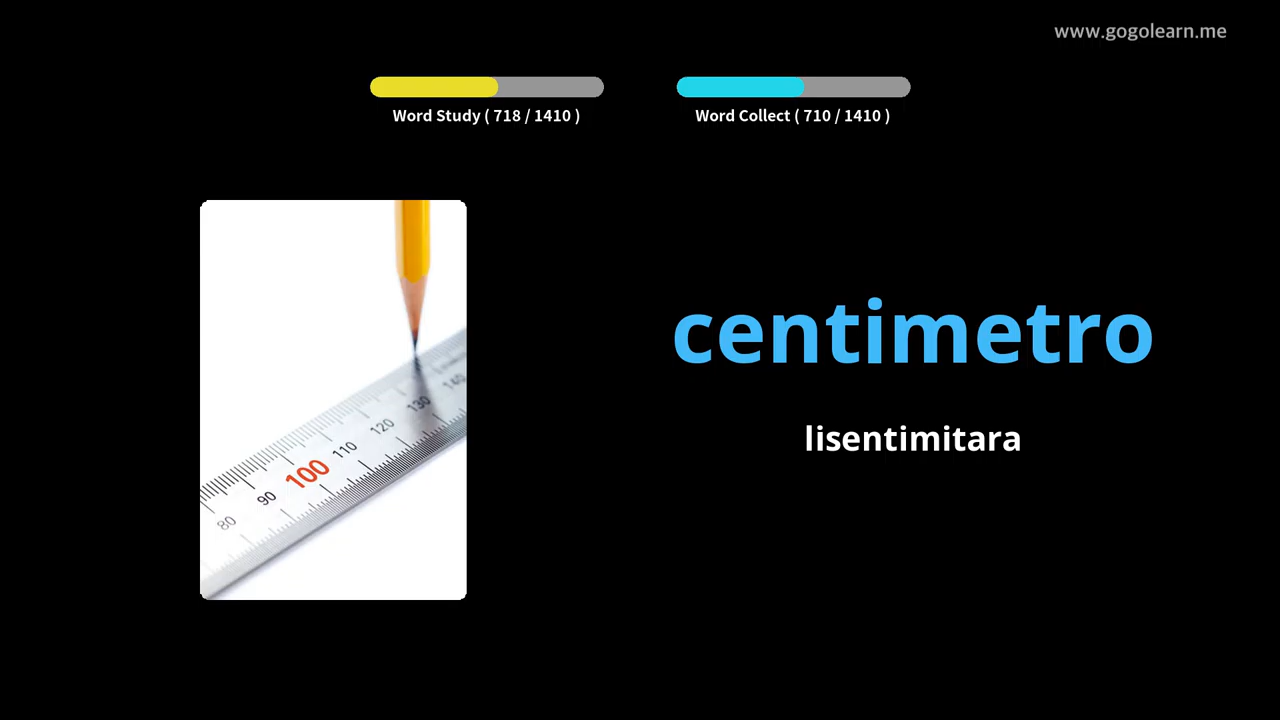 www.gogolearn.me
Word Study ( 718 / 1410 )
Word Collect ( 710 / 1410 )
centimetro
lisentimitara
80
90
100
110
120
130
140